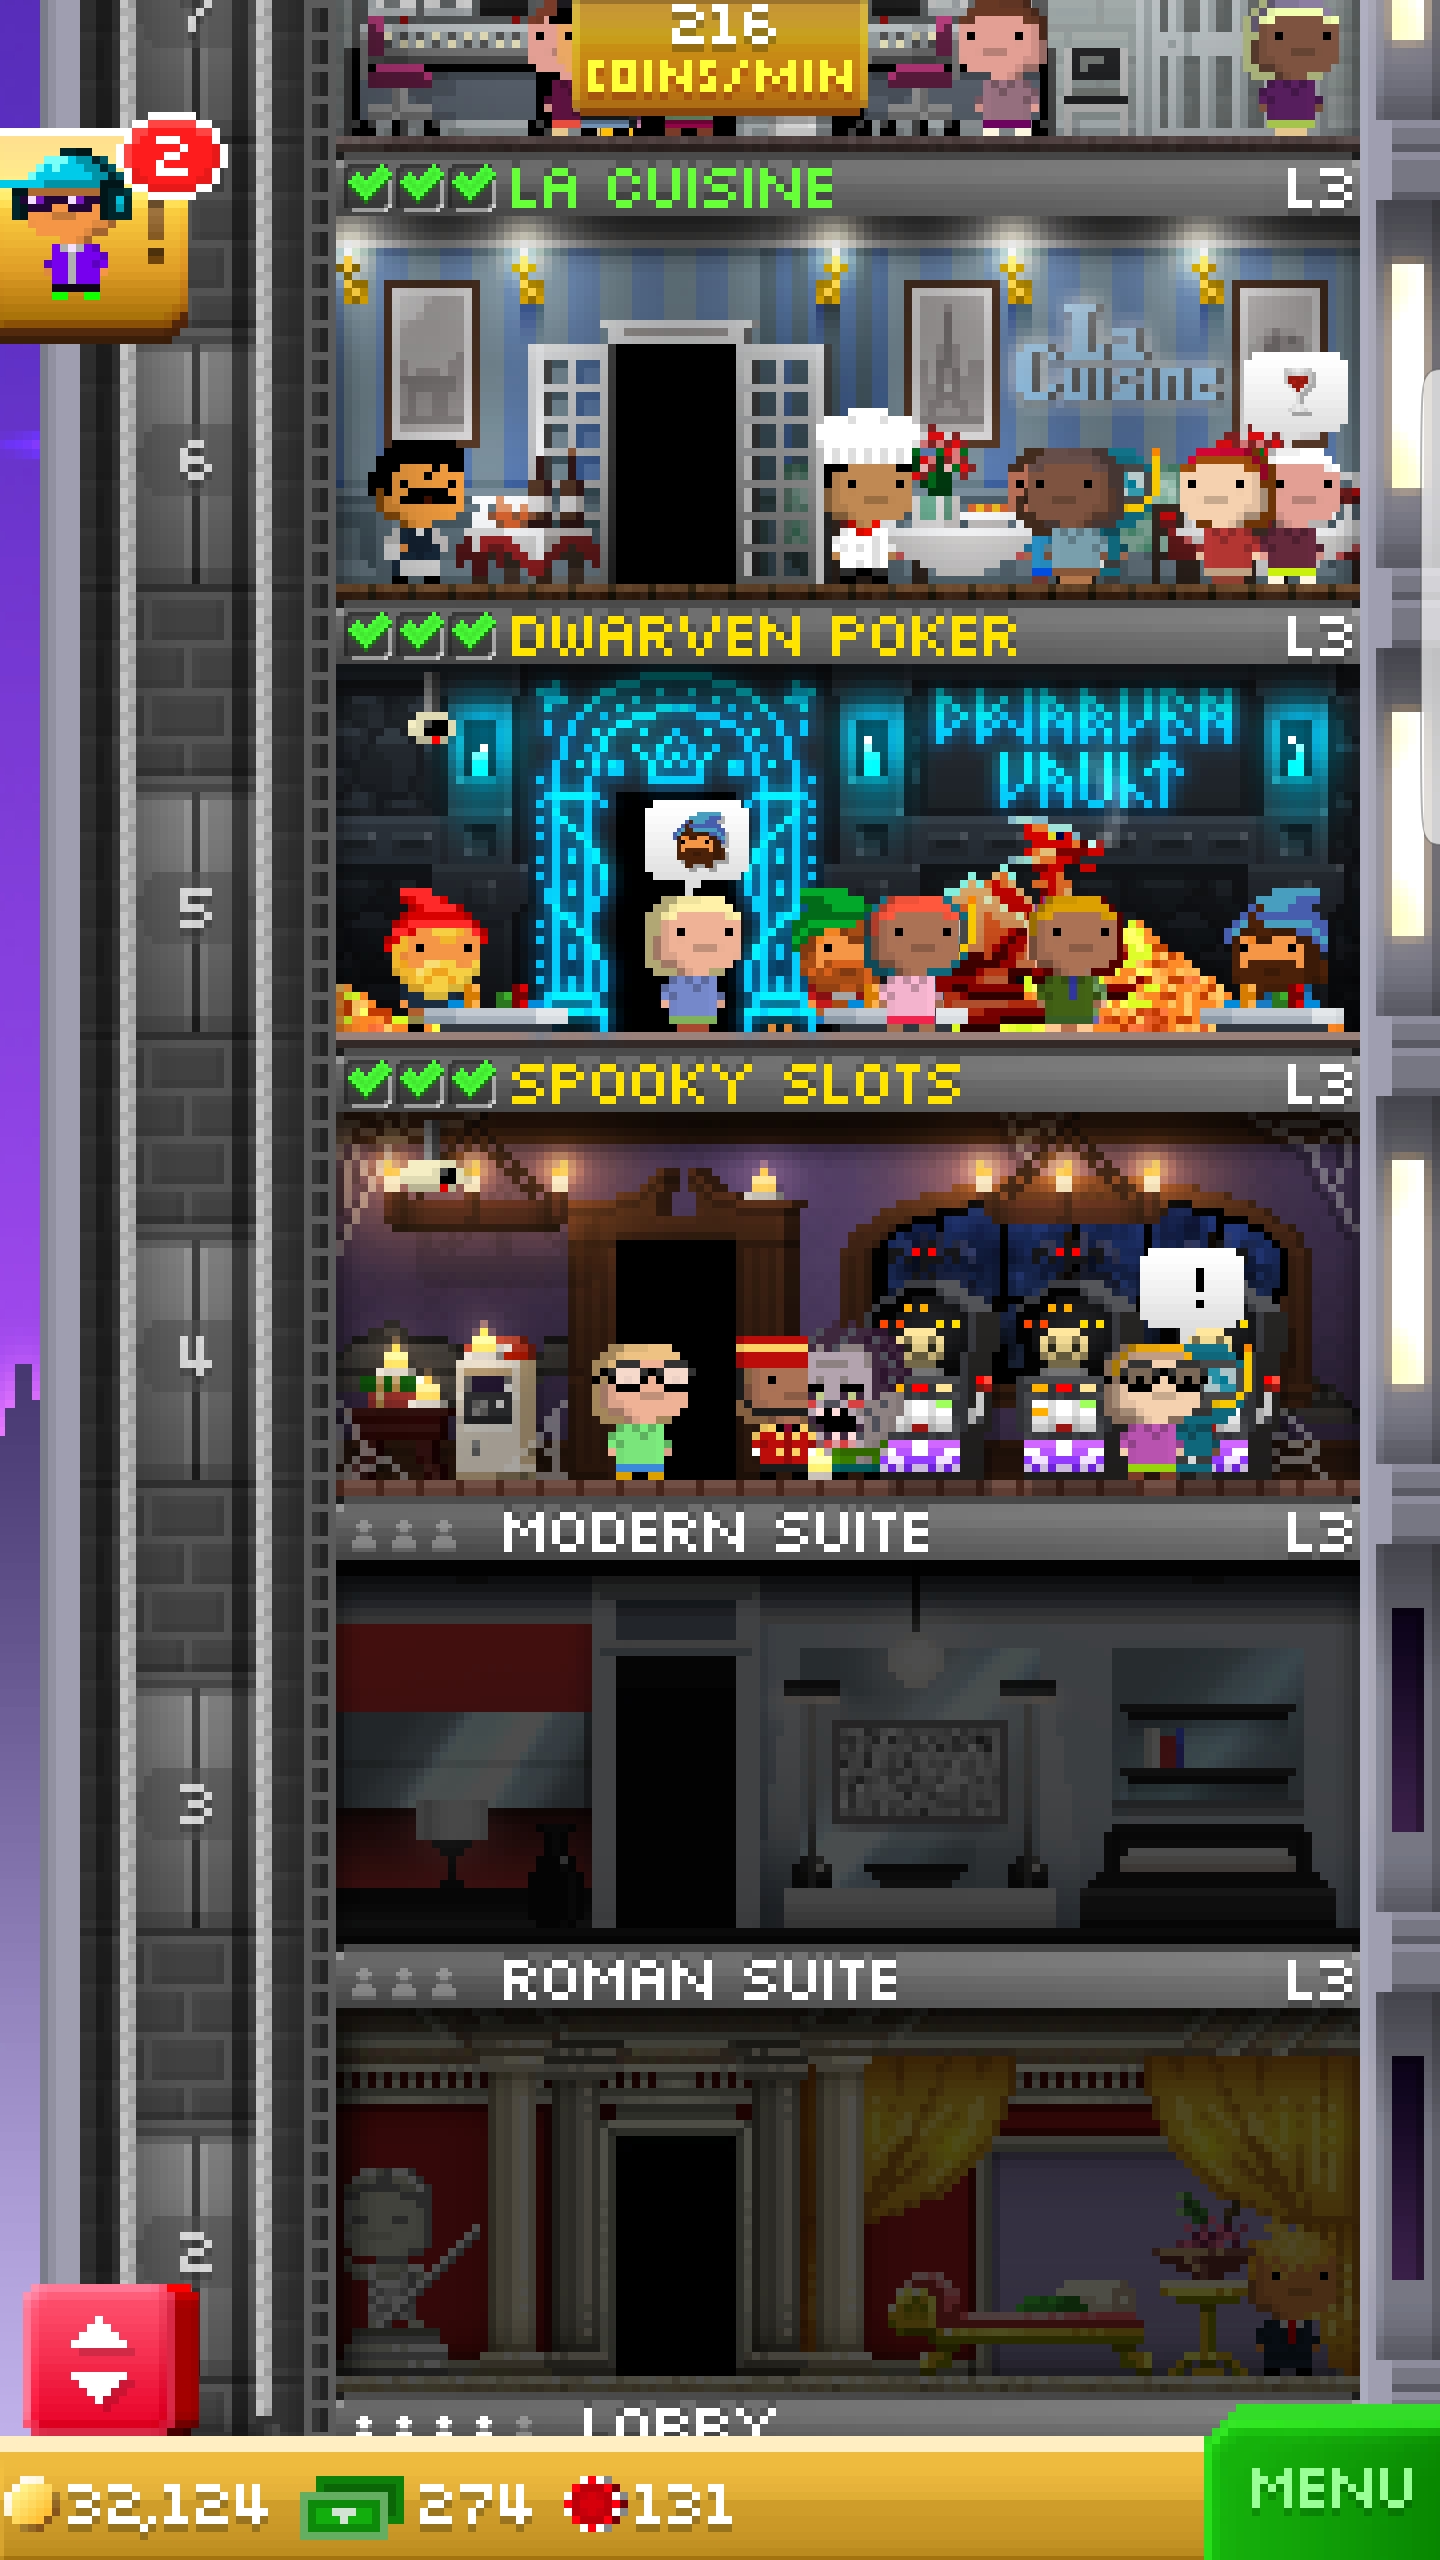 7
216
COINS/MIN
2
!
LA CUISINE L3
La
Cuisine
6
DWARVEN POKER L3
DWARVEN
VAULT
5
SPOOKY SLOTS L3
!
4
MODERN SUITE L3
3
ROMAN SUITE L3
2
LOBBY
32,124 274 131
MENU